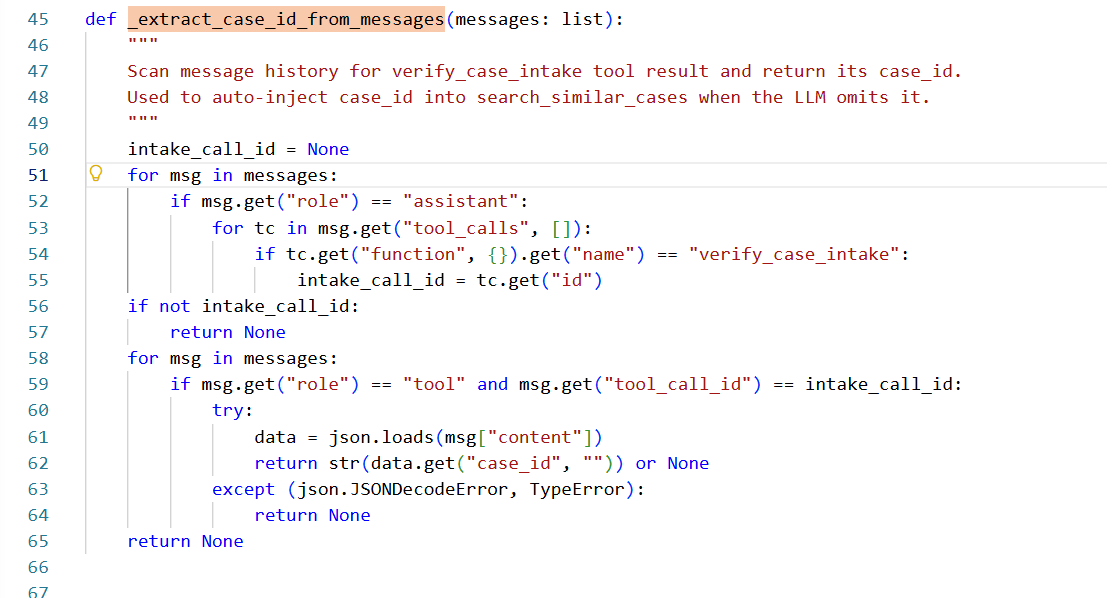 45 def _extract_case_id_from_messages(messages: list):
46     """
47     Scan message history for verify_case_intake tool result and return its case_id.
48     Used to auto-inject case_id into search_similar_cases when the LLM omits it.
49     """
50     intake_call_id = None
51     for msg in messages:
52         if msg.get("role") == "assistant":
53             for tc in msg.get("tool_calls", []):
54                 if tc.get("function", {}).get("name") == "verify_case_intake":
55                     intake_call_id = tc.get("id")
56     if not intake_call_id:
57         return None
58     for msg in messages:
59         if msg.get("role") == "tool" and msg.get("tool_call_id") == intake_call_id:
60             try:
61                 data = json.loads(msg["content"])
62                 return str(data.get("case_id", "")) or None
63             except (json.JSONDecodeError, TypeError):
64                 return None
65     return None
66
67